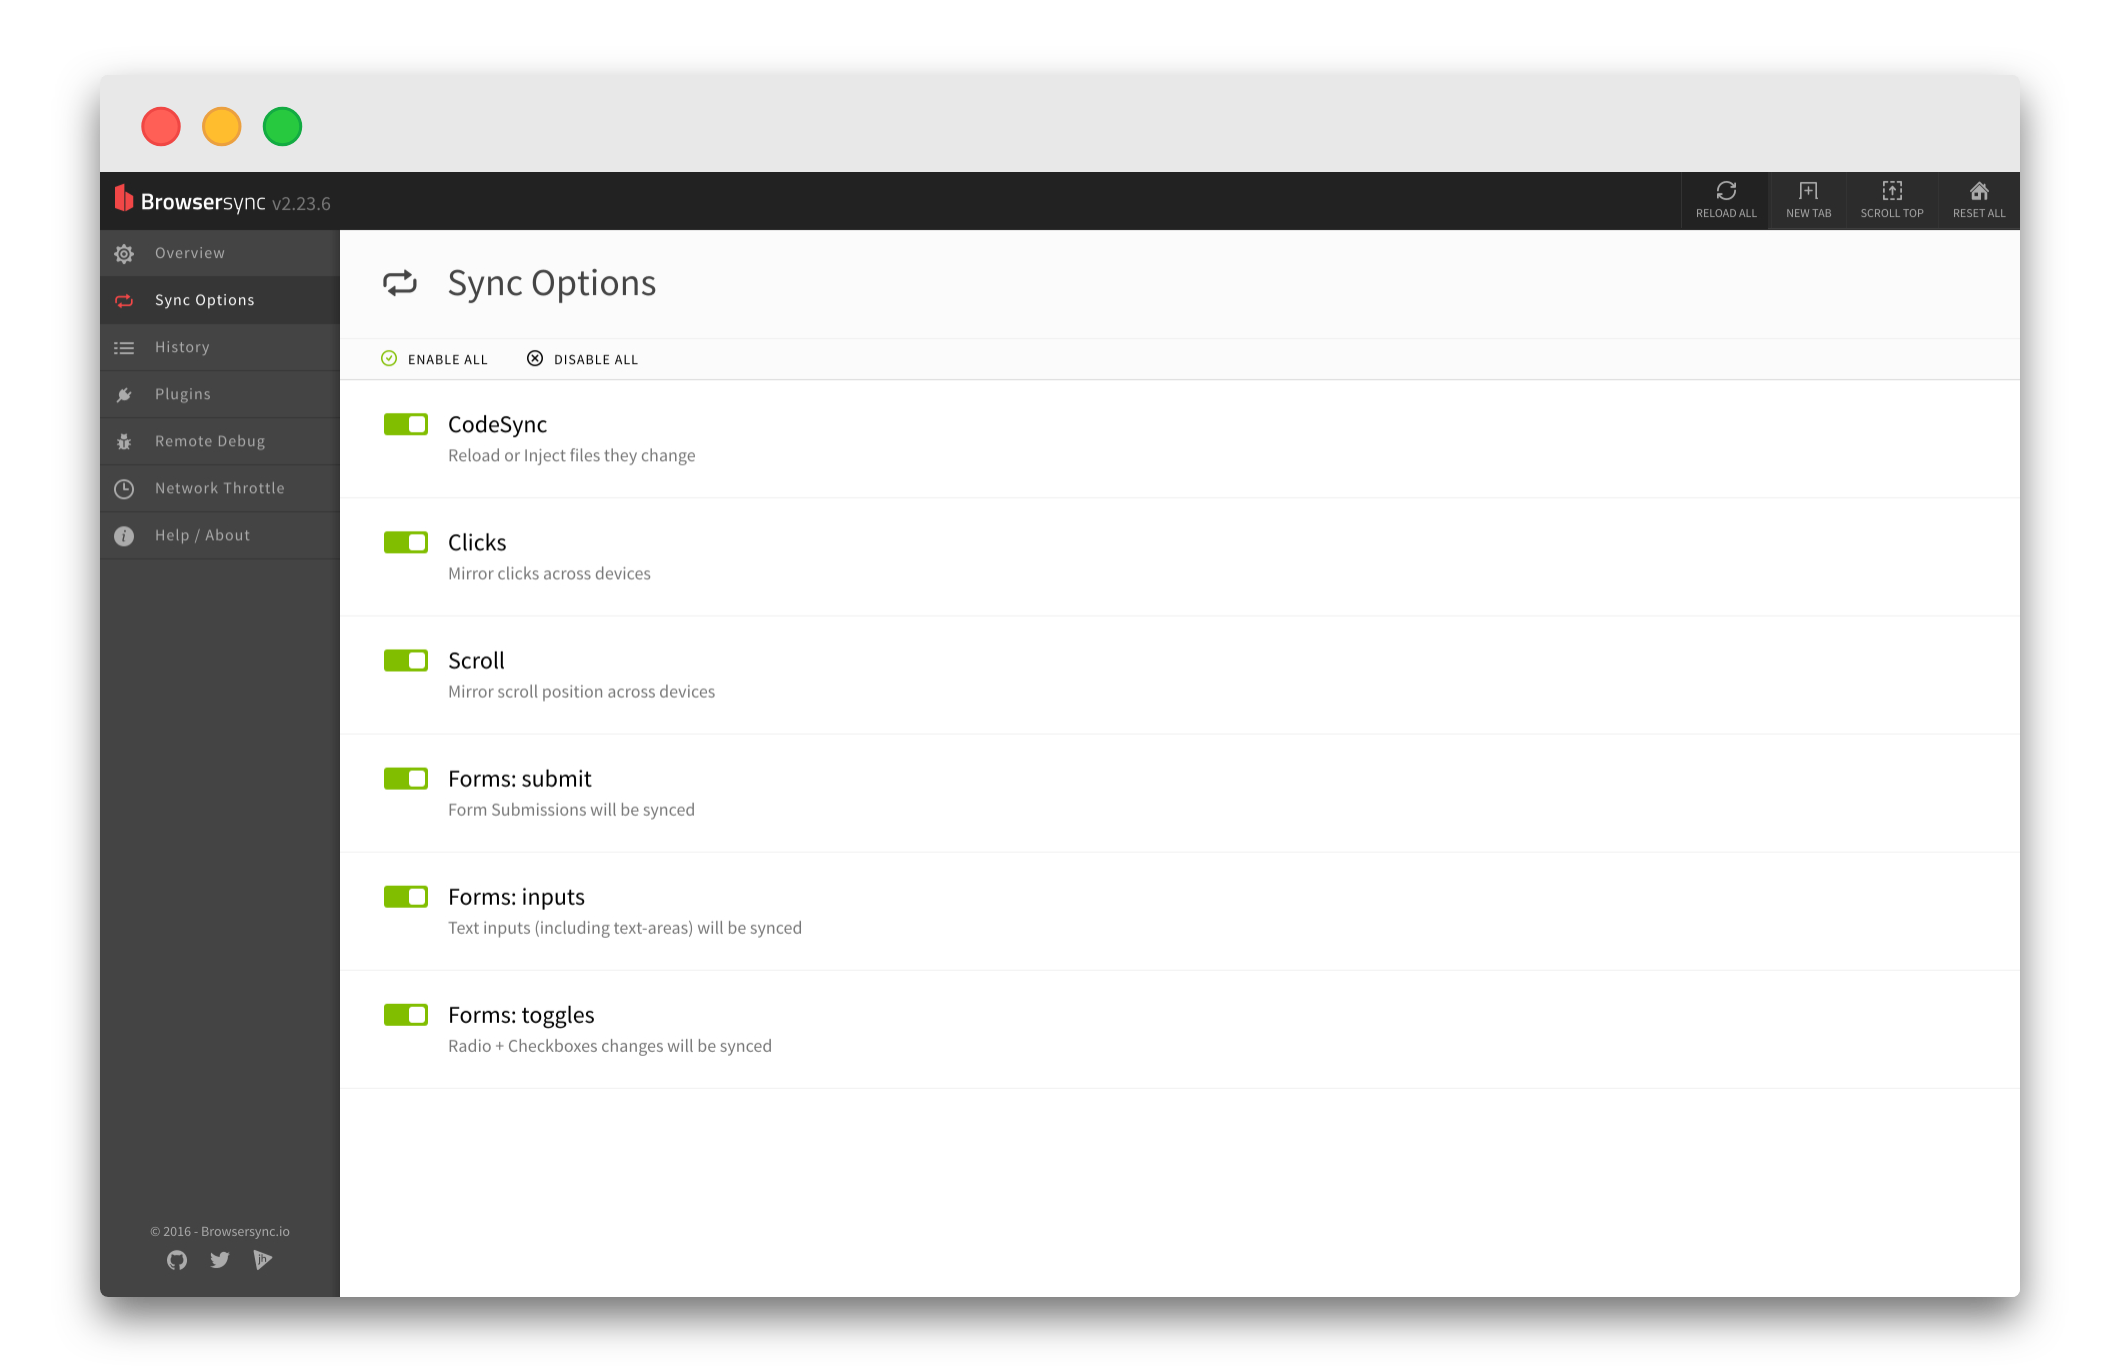 Browsersync v2.23.6
RELOAD ALL
NEW TAB
SCROLL TOP
RESET ALL
Overview
Sync Options
History
Plugins
Remote Debug
Network Throttle
Help / About
© 2016 - Browsersync.io
jh
Sync Options
ENABLE ALL
DISABLE ALL
CodeSync
Reload or Inject files they change
Clicks
Mirror clicks across devices
Scroll
Mirror scroll position across devices
Forms: submit
Form Submissions will be synced
Forms: inputs
Text inputs (including text-areas) will be synced
Forms: toggles
Radio + Checkboxes changes will be synced